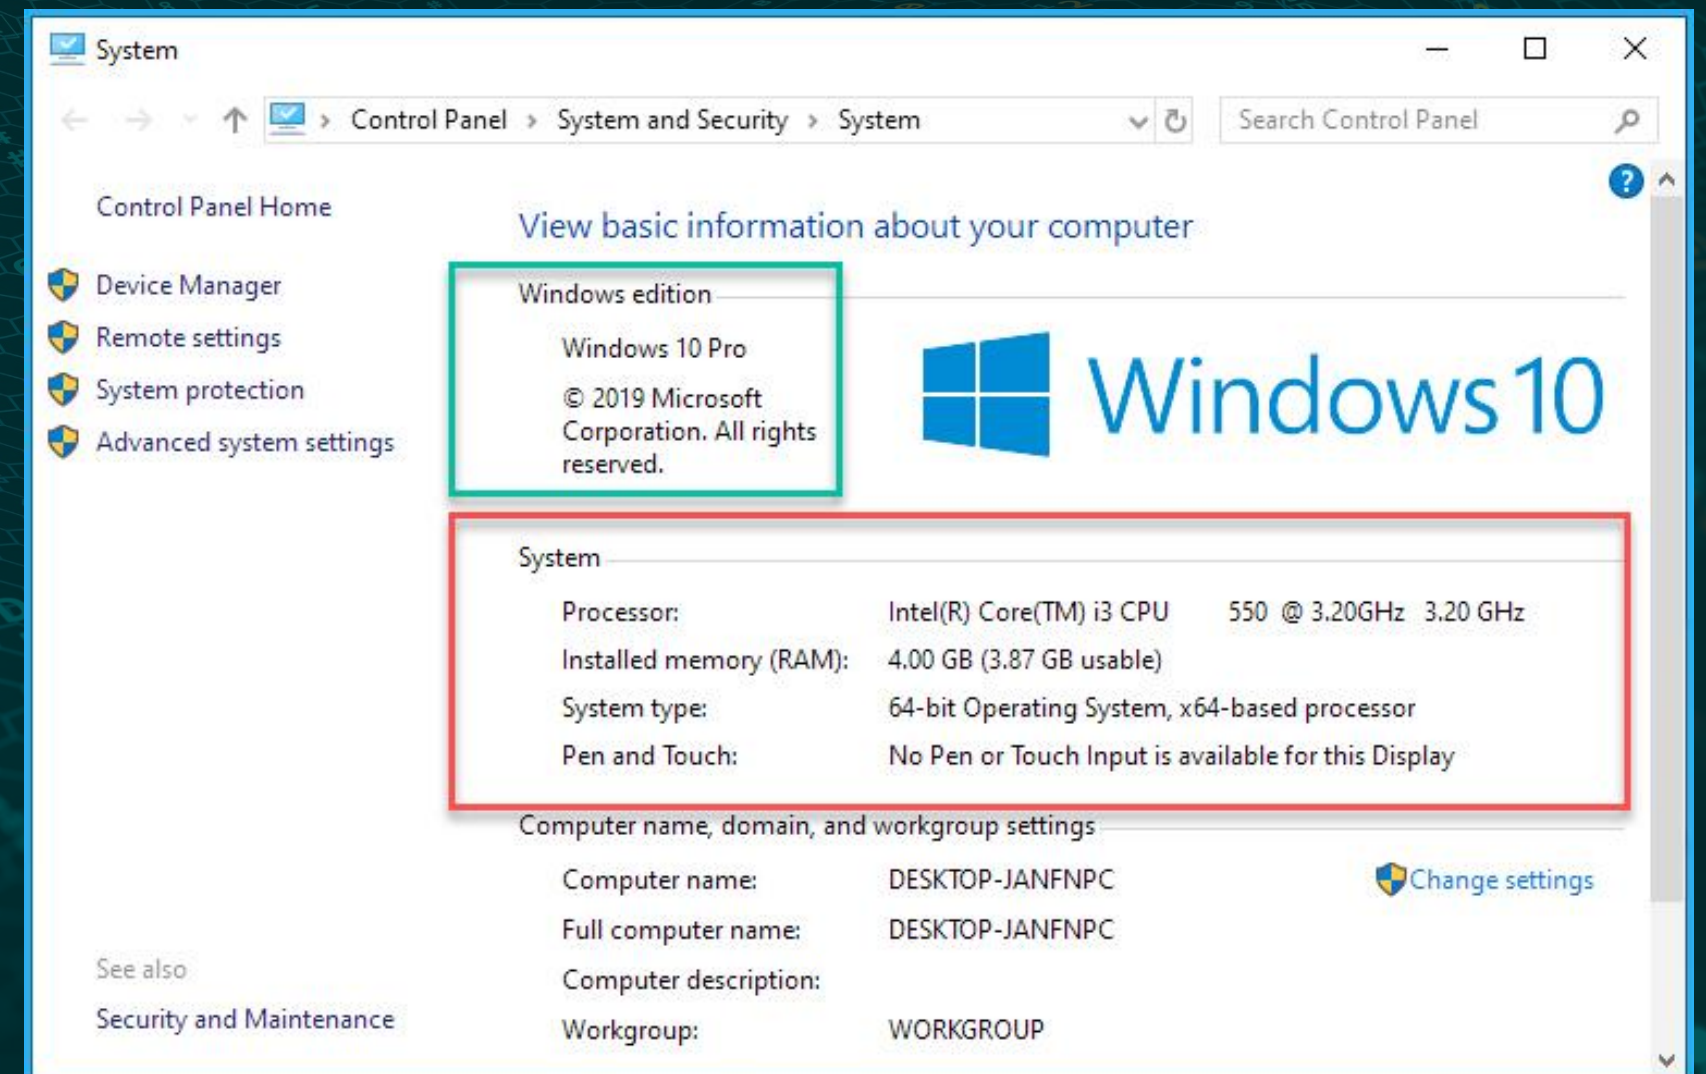 System
Control Panel > System and Security > System
Search Control Panel
Control Panel Home
Device Manager
Remote settings
System protection
Advanced system settings
See also
Security and Maintenance
View basic information about your computer
Windows edition
Windows 10 Pro
© 2019 Microsoft
Corporation. All rights
reserved.
Windows 10
System
Processor: Intel(R) Core(TM) i3 CPU 550 @ 3.20GHz 3.20 GHz
Installed memory (RAM): 4.00 GB (3.87 GB usable)
System type: 64-bit Operating System, x64-based processor
Pen and Touch: No Pen or Touch Input is available for this Display
Computer name, domain, and workgroup settings
Computer name: DESKTOP-JANFNPC
Change settings
Full computer name: DESKTOP-JANFNPC
Computer description:
Workgroup: WORKGROUP